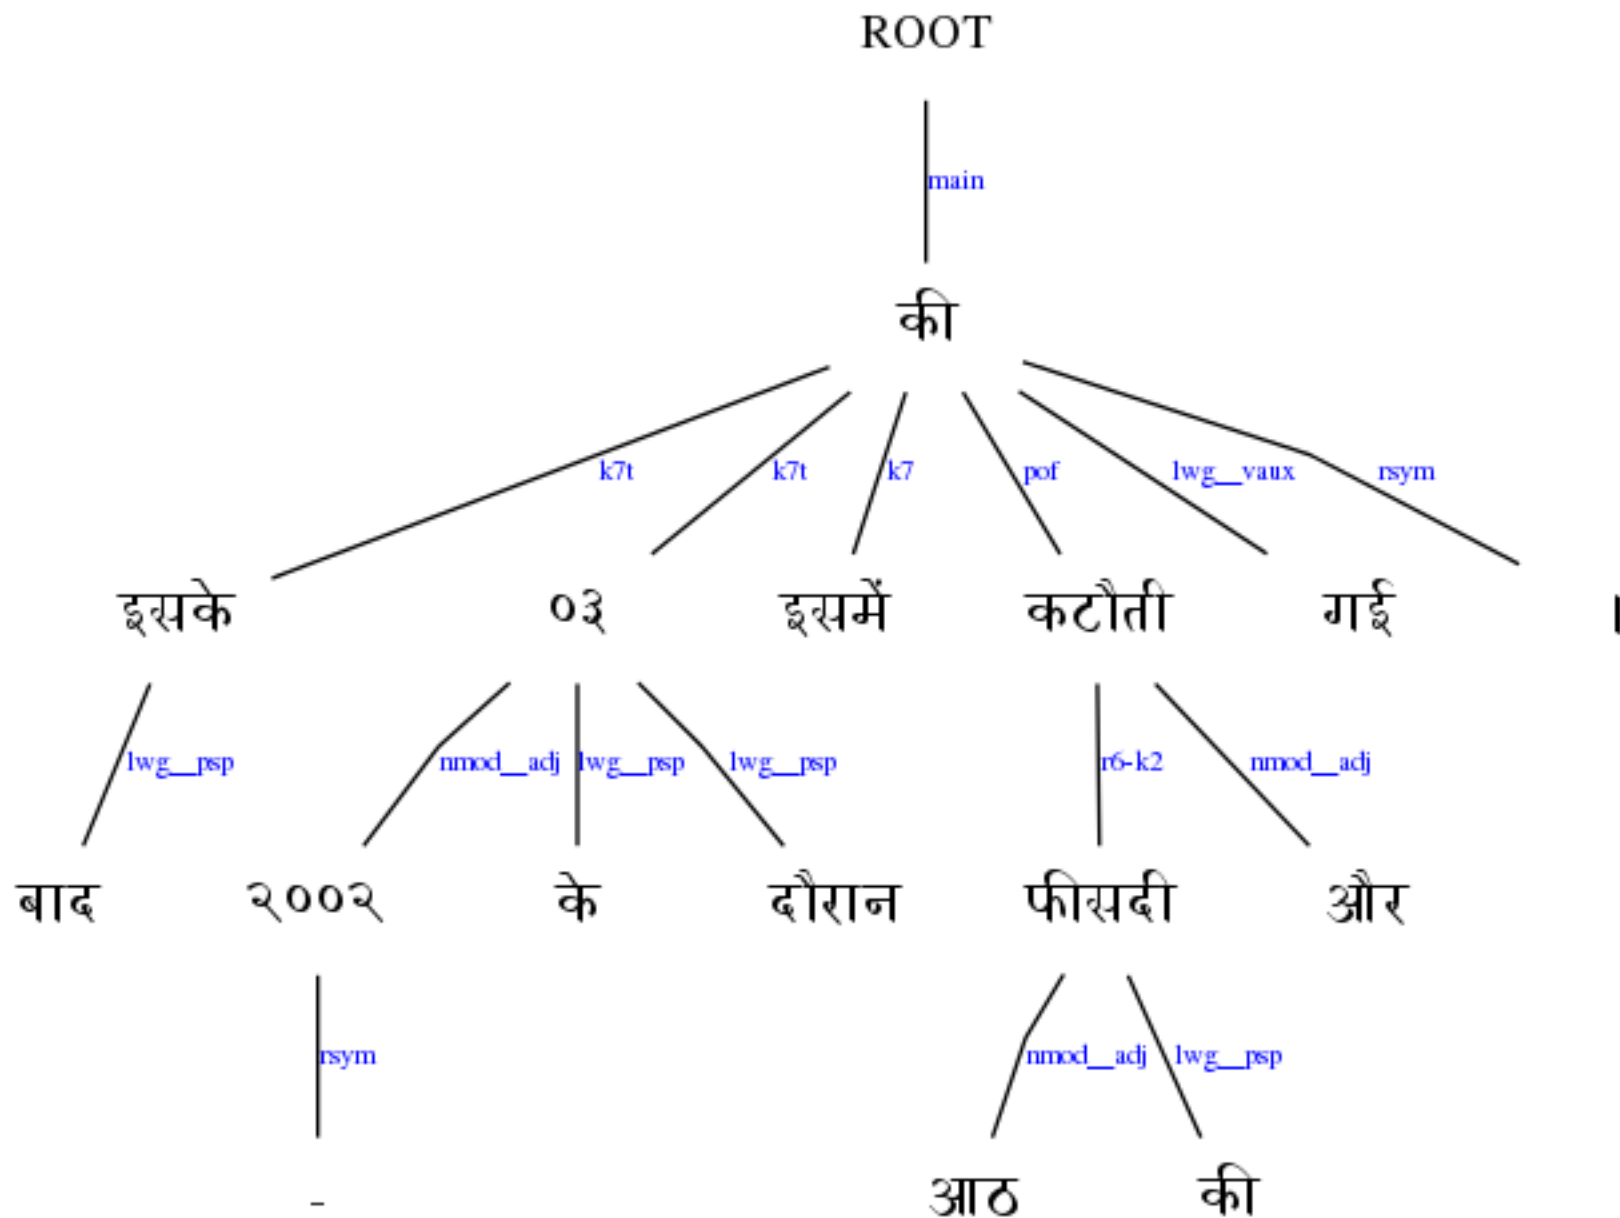 ROOT
main
की
k7t k7t k7 pof lwg__vaux rsym
इसके ०३ इसमें कटौती गई ।
lwg__psp nmod__adj lwg__psp lwg__psp r6-k2 nmod__adj
बाद २००२ के दौरान फीसदी और
rsym nmod__adj lwg__psp
- आठ की